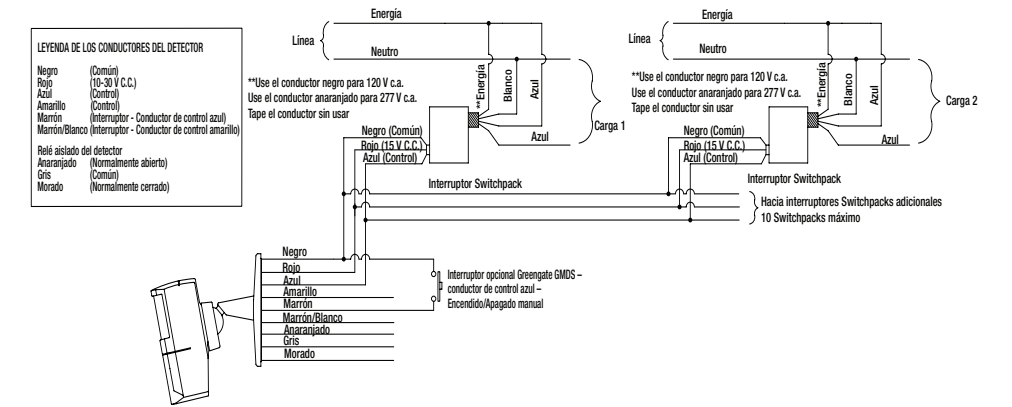 LEYENDA DE LOS CONDUCTORES DEL DETECTOR
Negro (Común)
Rojo (10-30 V C.C.)
Azul (Control)
Amarillo (Control)
Marrón (Interruptor - Conductor de control azul)
Marrón/Blanco (Interruptor - Conductor de control amarillo)
Relé aislado del detector
Anaranjado (Normalmente abierto)
Gris (Común)
Morado (Normalmente cerrado)
Energía
Línea
Neutro
**Use el conductor negro para 120 V c.a.
Use el conductor anaranjado para 277 V c.a.
Tape el conductor sin usar
**Energía
Blanco
Azul
Carga 1
Azul
Negro (Común)
Rojo (15 V C.C.)
Azul (Control)
Interruptor Switchpack
Energía
Línea
Neutro
**Use el conductor negro para 120 V c.a.
Use el conductor anaranjado para 277 V c.a.
Tape el conductor sin usar
**Energía
Blanco
Azul
Carga 2
Azul
Negro (Común)
Rojo (15 V C.C.)
Azul (Control)
Interruptor Switchpack
Hacia interruptores Switchpacks adicionales
10 Switchpacks máximo
Negro
Rojo
Azul
Amarillo
Marrón
Marrón/Blanco
Anaranjado
Gris
Morado
Interruptor opcional Greengate GMDS –
conductor de control azul –
Encendido/Apagado manual